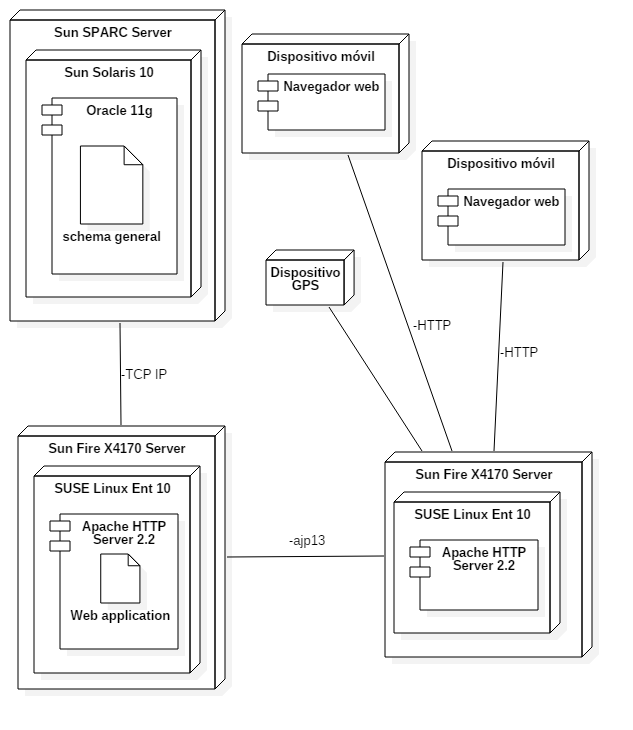 Sun SPARC Server
Sun Solaris 10
Oracle 11g
schema general
Dispositivo móvil
Navegador web
Dispositivo móvil
Navegador web
Dispositivo
GPS
-HTTP
-HTTP
-TCP IP
Sun Fire X4170 Server
SUSE Linux Ent 10
Apache HTTP
Server 2.2
Web application
-ajp13
Sun Fire X4170 Server
SUSE Linux Ent 10
Apache HTTP
Server 2.2